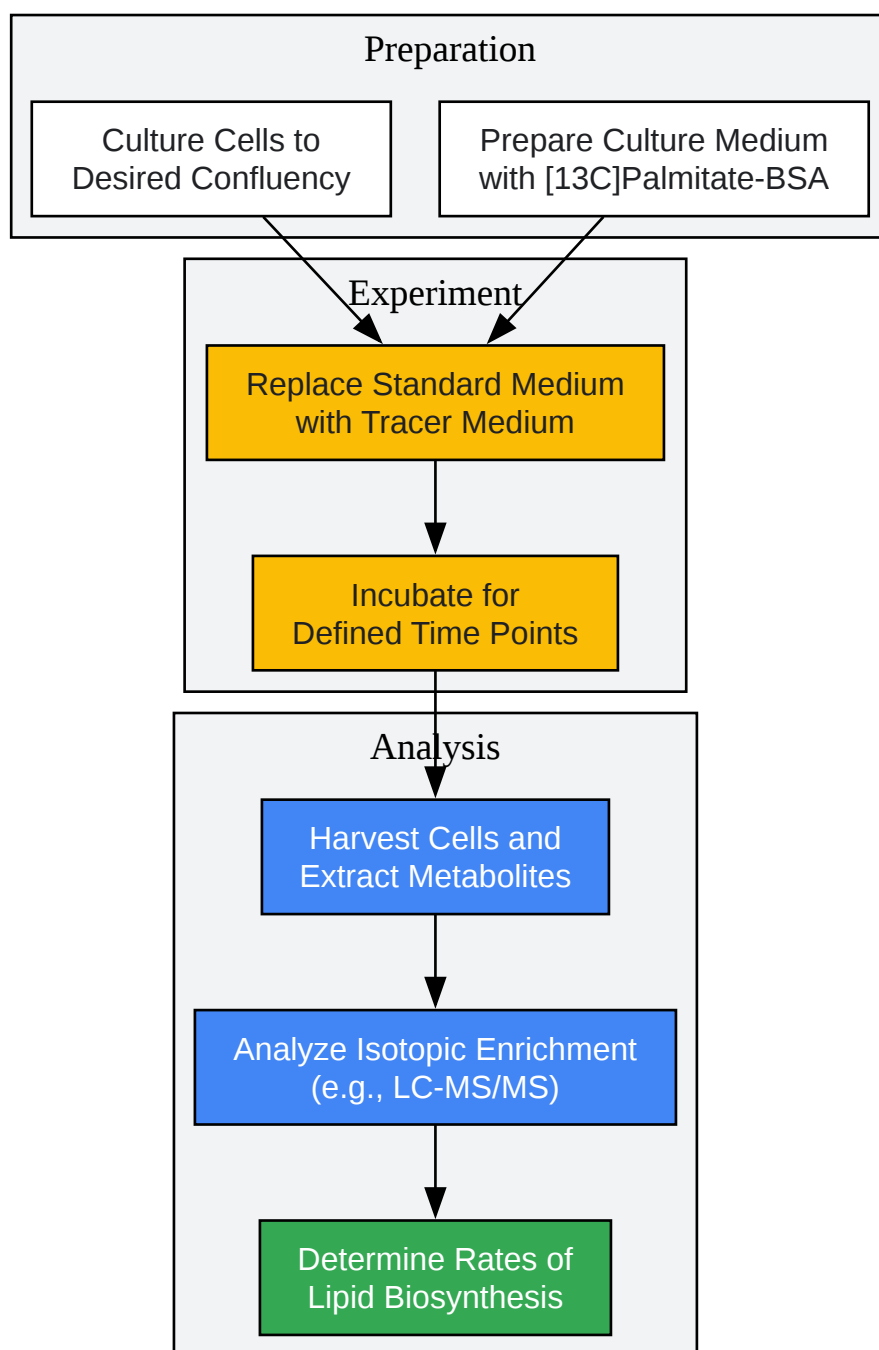 Preparation
Culture Cells to
Desired Confluency
Prepare Culture Medium
with [13C]Palmitate-BSA
Experiment
Replace Standard Medium
with Tracer Medium
Incubate for
Defined Time Points
Analysis
Harvest Cells and
Extract Metabolites
Analyze Isotopic Enrichment
(e.g., LC-MS/MS)
Determine Rates of
Lipid Biosynthesis